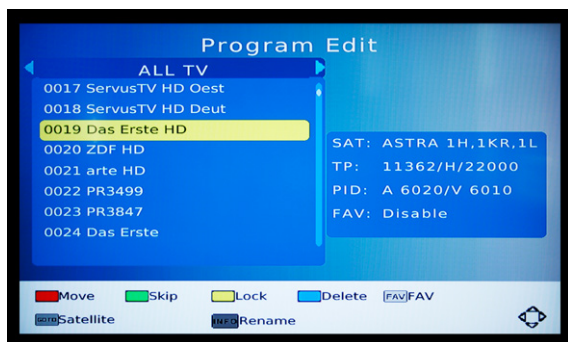 Program Edit
ALL TV
0017 ServusTV HD Oest
0018 ServusTV HD Deut
0019 Das Erste HD
0020 ZDF HD
0021 arte HD
0022 PR3499
0023 PR3847
0024 Das Erste
SAT: ASTRA 1H,1KR,1L
TP: 11362/H/22000
PID: A 6020/V 6010
FAV: Disable
Move Skip Lock Delete FAV FAV
GOTO Satellite INFO Rename